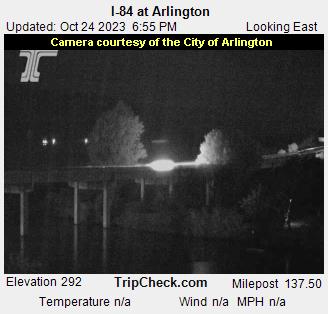 I-84 at Arlington
Updated: Oct 24 2023 6:55 PM Looking East
Camera courtesy of the City of Arlington
Elevation 292 TripCheck.com Milepost 137.50
Temperature n/a Wind n/a MPH n/a